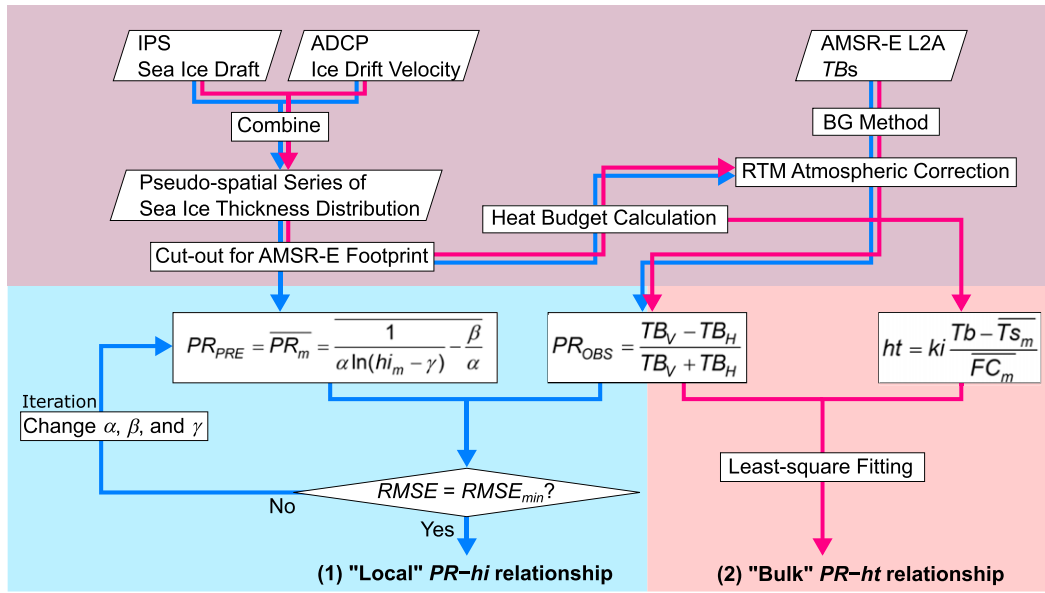 IPS
Sea Ice Draft
ADCP
Ice Drift Velocity
AMSR-E L2A
TBs
Combine
BG Method
Pseudo-spatial Series of
Sea Ice Thickness Distribution
RTM Atmospheric Correction
Heat Budget Calculation
Cut-out for AMSR-E Footprint
PR_PRE = \overline{PR_m} = \overline{\frac{1}{α ln(hi_m − γ)} − \frac{β}{α}}
PR_OBS = \frac{TB_V − TB_H}{TB_V + TB_H}
ht = ki \frac{Tb − \overline{Ts_m}}{\overline{FC_m}}
Iteration
Change α, β, and γ
Least-square Fitting
RMSE = RMSE_min?
No
Yes
(1) "Local" PR−hi relationship
(2) "Bulk" PR−ht relationship